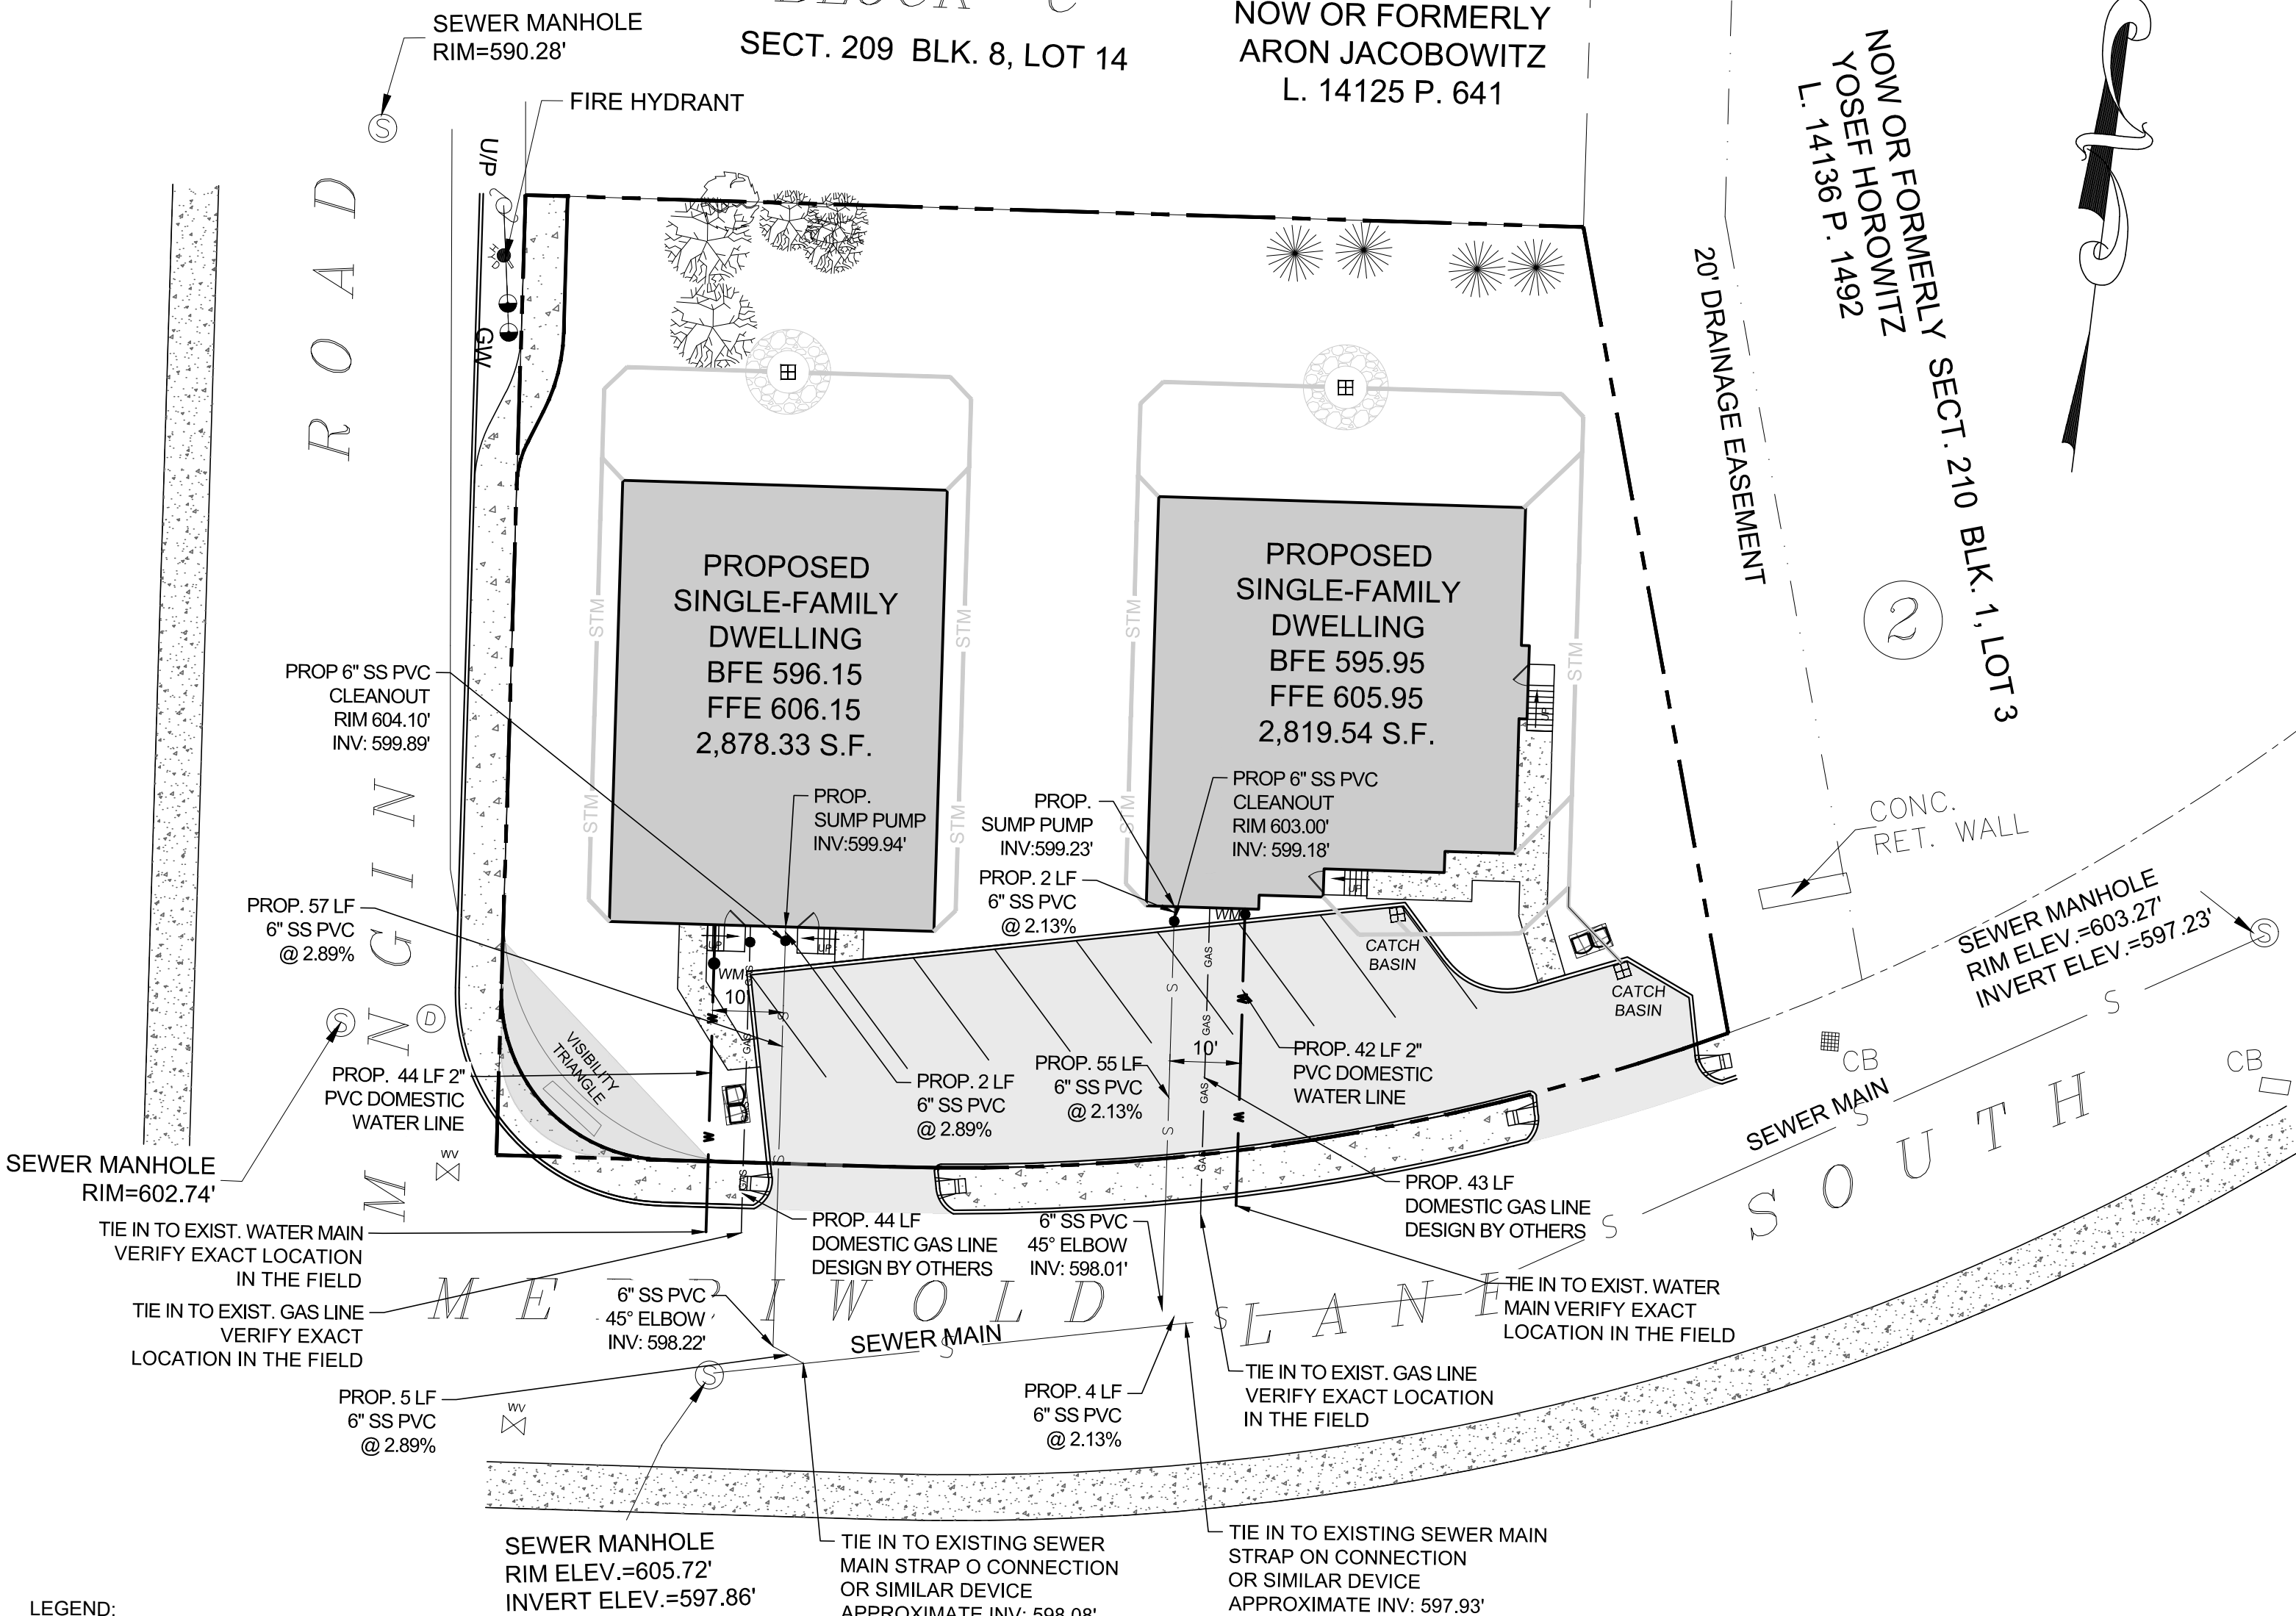 BLOCK C
SECT. 209 BLK. 8, LOT 14
NOW OR FORMERLY
ARON JACOBOWITZ
L. 14125 P. 641
SEWER MANHOLE
RIM=590.28'
FIRE HYDRANT
S
U/P
HYD
GW
ROAD
NOW OR FORMERLY SECT. 210 BLK. 1, LOT 3
YOSEF HOROWITZ
L. 14136 P. 1492
20' DRAINAGE EASEMENT
2
PROPOSED
SINGLE-FAMILY
DWELLING
BFE 596.15
FFE 606.15
2,878.33 S.F.
PROPOSED
SINGLE-FAMILY
DWELLING
BFE 595.95
FFE 605.95
2,819.54 S.F.
STM
STM
STM
STM
STM
STM
STM
UP
PROP 6" SS PVC
CLEANOUT
RIM 604.10'
INV: 599.89'
PROP.
SUMP PUMP
INV:599.94'
PROP.
SUMP PUMP
INV:599.23'
PROP 6" SS PVC
CLEANOUT
RIM 603.00'
INV: 599.18'
PROP. 2 LF
6" SS PVC
@ 2.13%
PROP. 57 LF
6" SS PVC
@ 2.89%
CONC.
RET. WALL
SEWER MANHOLE
RIM ELEV.=603.27'
INVERT ELEV.=597.23'
S
MANGIN
UP
UP
UP
WM
WM
10'
10'
CATCH
BASIN
CATCH
BASIN
S
D
VISIBILITY
TRIANGLE
PROP. 44 LF 2"
PVC DOMESTIC
WATER LINE
PROP. 2 LF
6" SS PVC
@ 2.89%
PROP. 55 LF
6" SS PVC
@ 2.13%
PROP. 42 LF 2"
PVC DOMESTIC
WATER LINE
GAS
GAS
GAS
GAS
GAS
GAS
GAS
W
W
W
W
S
S
S
S
CB
CB
SEWER MAIN
S
S
S
SOUTH
SEWER MANHOLE
RIM=602.74'
WV
TIE IN TO EXIST. WATER MAIN
VERIFY EXACT LOCATION
IN THE FIELD
PROP. 44 LF
DOMESTIC GAS LINE
DESIGN BY OTHERS
6" SS PVC
45° ELBOW
INV: 598.01'
PROP. 43 LF
DOMESTIC GAS LINE
DESIGN BY OTHERS
MERIWOLD LANE
TIE IN TO EXIST. GAS LINE
VERIFY EXACT
LOCATION IN THE FIELD
6" SS PVC
45° ELBOW
INV: 598.22'
SEWER MAIN
S
S
S
TIE IN TO EXIST. WATER
MAIN VERIFY EXACT
LOCATION IN THE FIELD
PROP. 5 LF
6" SS PVC
@ 2.89%
WV
PROP. 4 LF
6" SS PVC
@ 2.13%
TIE IN TO EXIST. GAS LINE
VERIFY EXACT LOCATION
IN THE FIELD
SEWER MANHOLE
RIM ELEV.=605.72'
INVERT ELEV.=597.86'
TIE IN TO EXISTING SEWER
MAIN STRAP O CONNECTION
OR SIMILAR DEVICE
APPROXIMATE INV: 598.08'
TIE IN TO EXISTING SEWER MAIN
STRAP ON CONNECTION
OR SIMILAR DEVICE
APPROXIMATE INV: 597.93'
LEGEND: